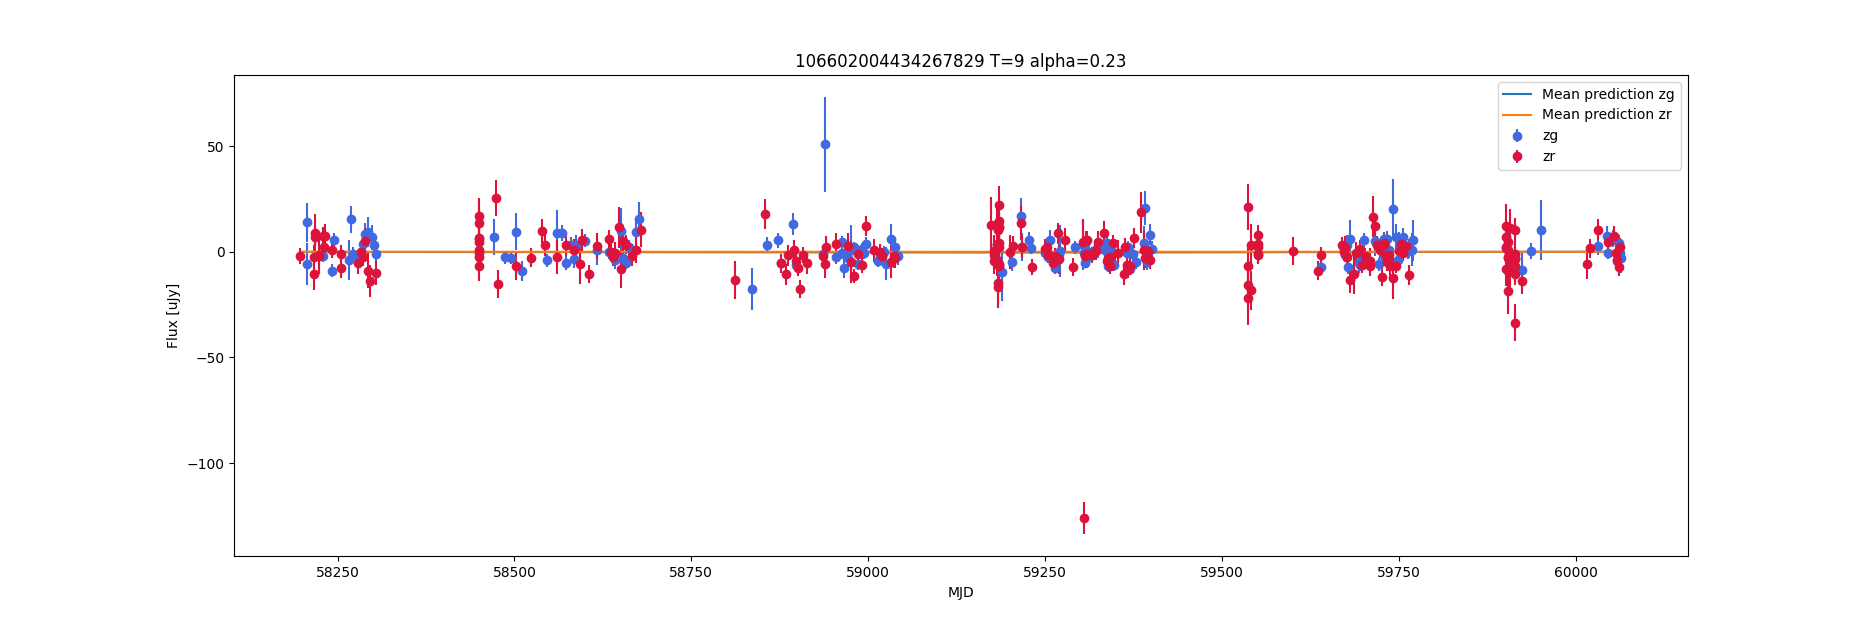 106602004434267829 T=9 alpha=0.23
Mean prediction zg
Mean prediction zr
zg
zr
50
0
−50
−100
Flux [uJy]
58250 58500 58750 59000 59250 59500 59750 60000
MJD